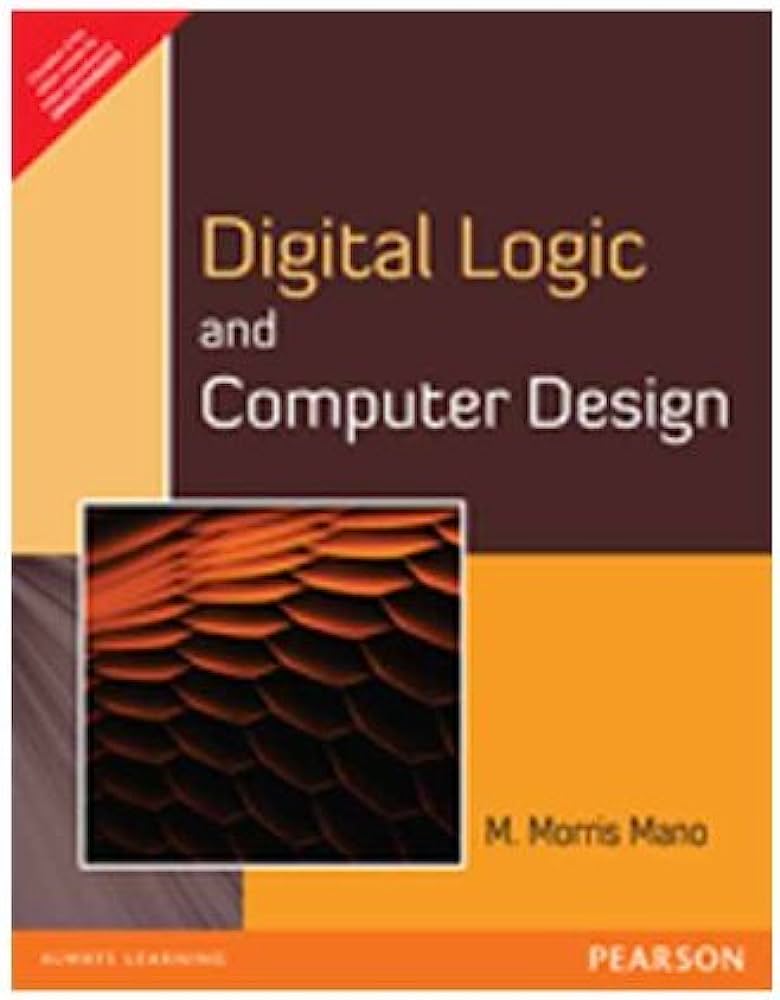 Digital Logic
and
Computer Design
M. Morris Mano
ALWAYS LEARNING
PEARSON